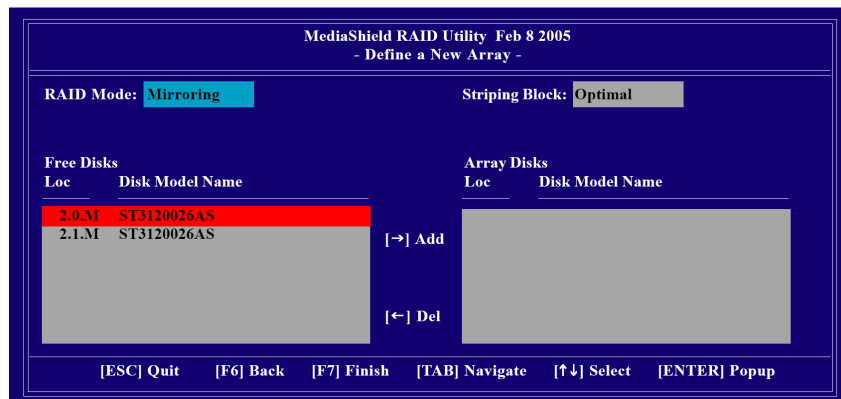 MediaShield RAID Utility Feb 8 2005
- Define a New Array -
RAID Mode: Mirroring
Striping Block: Optimal
Free Disks
Loc Disk Model Name
2.0.M ST3120026AS
2.1.M ST3120026AS
[→] Add
[←] Del
Array Disks
Loc Disk Model Name
[ESC] Quit [F6] Back [F7] Finish [TAB] Navigate [↑↓] Select [ENTER] Popup